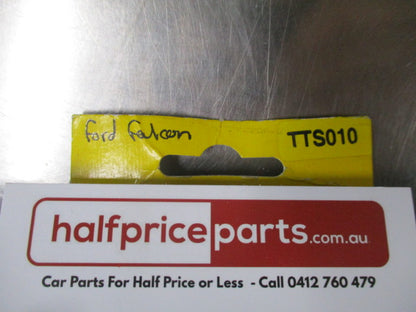 Ford Falcon TTS010
halfpriceparts.com.au
Car Parts For Half Price or Less - Call 0412 760 479